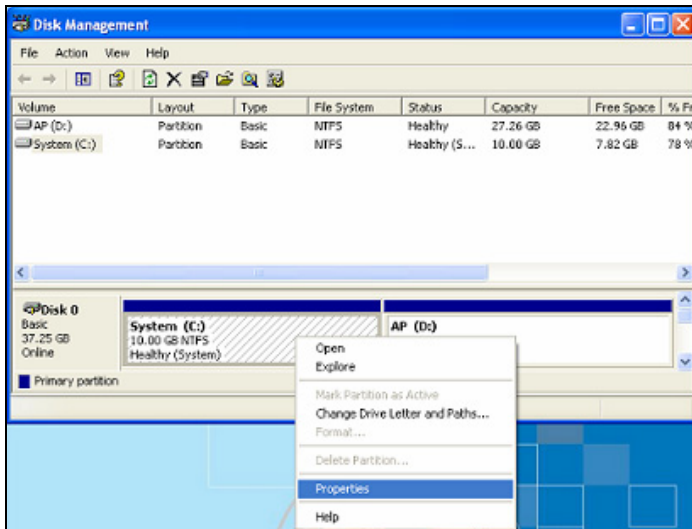 Disk Management
File Action View Help
Volume Layout Type File System Status Capacity Free Space % Fr
AP (D:) Partition Basic NTFS Healthy 27.26 GB 22.96 GB 84 %
System (C:) Partition Basic NTFS Healthy (S... 10.00 GB 7.82 GB 78 %
Disk 0
Basic
37.25 GB
Online
System (C:)
10.00 GB NTFS
Healthy (System)
AP (D:)
Primary partition
Open
Explore
Mark Partition as Active
Change Drive Letter and Paths...
Format...
Delete Partition...
Properties
Help